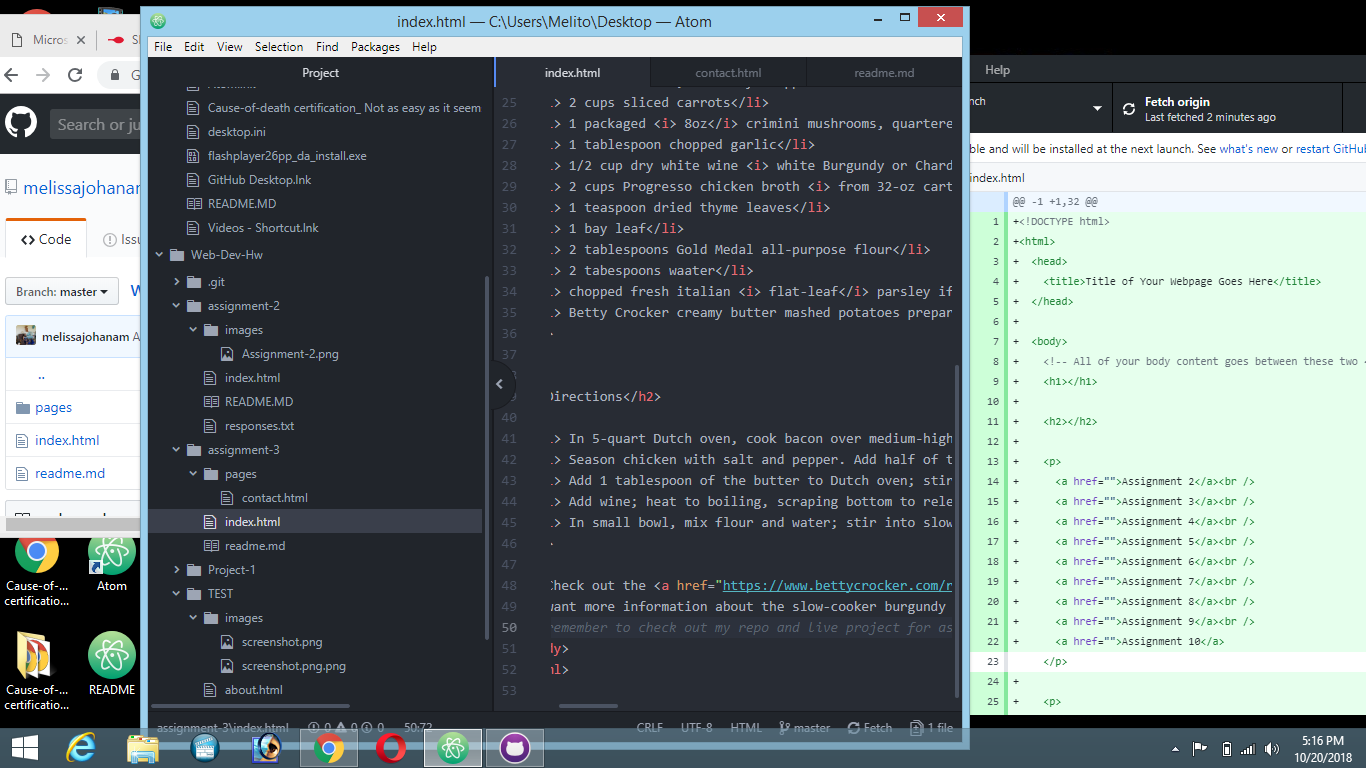 index.html — C:\Users\Melito\Desktop — Atom
Micros
G
Search or ju
melissajohanam
Code
Issu
Branch: master
W
melissajohanam A
..
pages
index.html
readme.md
File Edit View Selection Find Packages Help
Project
Cause-of-death certification_ Not as easy as it seem
desktop.ini
flashplayer26pp_da_install.exe
GitHub Desktop.lnk
README.MD
Videos - Shortcut.lnk
Web-Dev-Hw
.git
assignment-2
images
Assignment-2.png
index.html
README.MD
responses.txt
assignment-3
pages
contact.html
index.html
readme.md
Project-1
TEST
images
screenshot.png
screenshot.png.png
about.html
index.html contact.html readme.md
25 .> 2 cups sliced carrots</li>
26 .> 1 packaged <i> 8oz</i> crimini mushrooms, quartere
27 .> 1 tablespoon chopped garlic</li>
28 .> 1/2 cup dry white wine <i> white Burgundy or Chard
29 .> 2 cups Progresso chicken broth <i> from 32-oz cart
30 .> 1 teaspoon dried thyme leaves</li>
31 .> 1 bay leaf</li>
32 .> 2 tablespoons Gold Medal all-purpose flour</li>
33 .> 2 tabespoons waater</li>
34 .> chopped fresh italian <i> flat-leaf</i> parsley if
35 .> Betty Crocker creamy butter mashed potatoes prepar
36
37
Directions</h2>
40
41 .> In 5-quart Dutch oven, cook bacon over medium-high
42 .> Season chicken with salt and pepper. Add half of t
43 .> Add 1 tablespoon of the butter to Dutch oven; stir
44 .> Add wine; heat to boiling, scraping bottom to rele
45 .> In small bowl, mix flour and water; stir into slow
46
47
48 Check out the <a href="https://www.bettycrocker.com/r
49 want more information about the slow-cooker burgundy
50 remember to check out my repo and live project for as
51 dy>
52 ml>
53
assignment-3\index.html 0 0 0 50:72 CRLF UTF-8 HTML master Fetch 1 file
Help
nch
Fetch origin
Last fetched 2 minutes ago
ble and will be installed at the next launch. See what's new or restart GitHub
index.html
@@ -1 +1,32 @@
1 +<!DOCTYPE html>
2 +<html>
3 + <head>
4 + <title>Title of Your Webpage Goes Here</title>
5 + </head>
6 +
7 + <body>
8 + <!-- All of your body content goes between these two
9 + <h1></h1>
10 +
11 + <h2></h2>
12 +
13 + <p>
14 + <a href="">Assignment 2</a><br />
15 + <a href="">Assignment 3</a><br />
16 + <a href="">Assignment 4</a><br />
17 + <a href="">Assignment 5</a><br />
18 + <a href="">Assignment 6</a><br />
19 + <a href="">Assignment 7</a><br />
20 + <a href="">Assignment 8</a><br />
21 + <a href="">Assignment 9</a><br />
22 + <a href="">Assignment 10</a>
23 </p>
24 +
25 + <p>
Cause-of-...
certificatio...
Atom
Cause-of-...
certificatio...
README
5:16 PM
10/20/2018